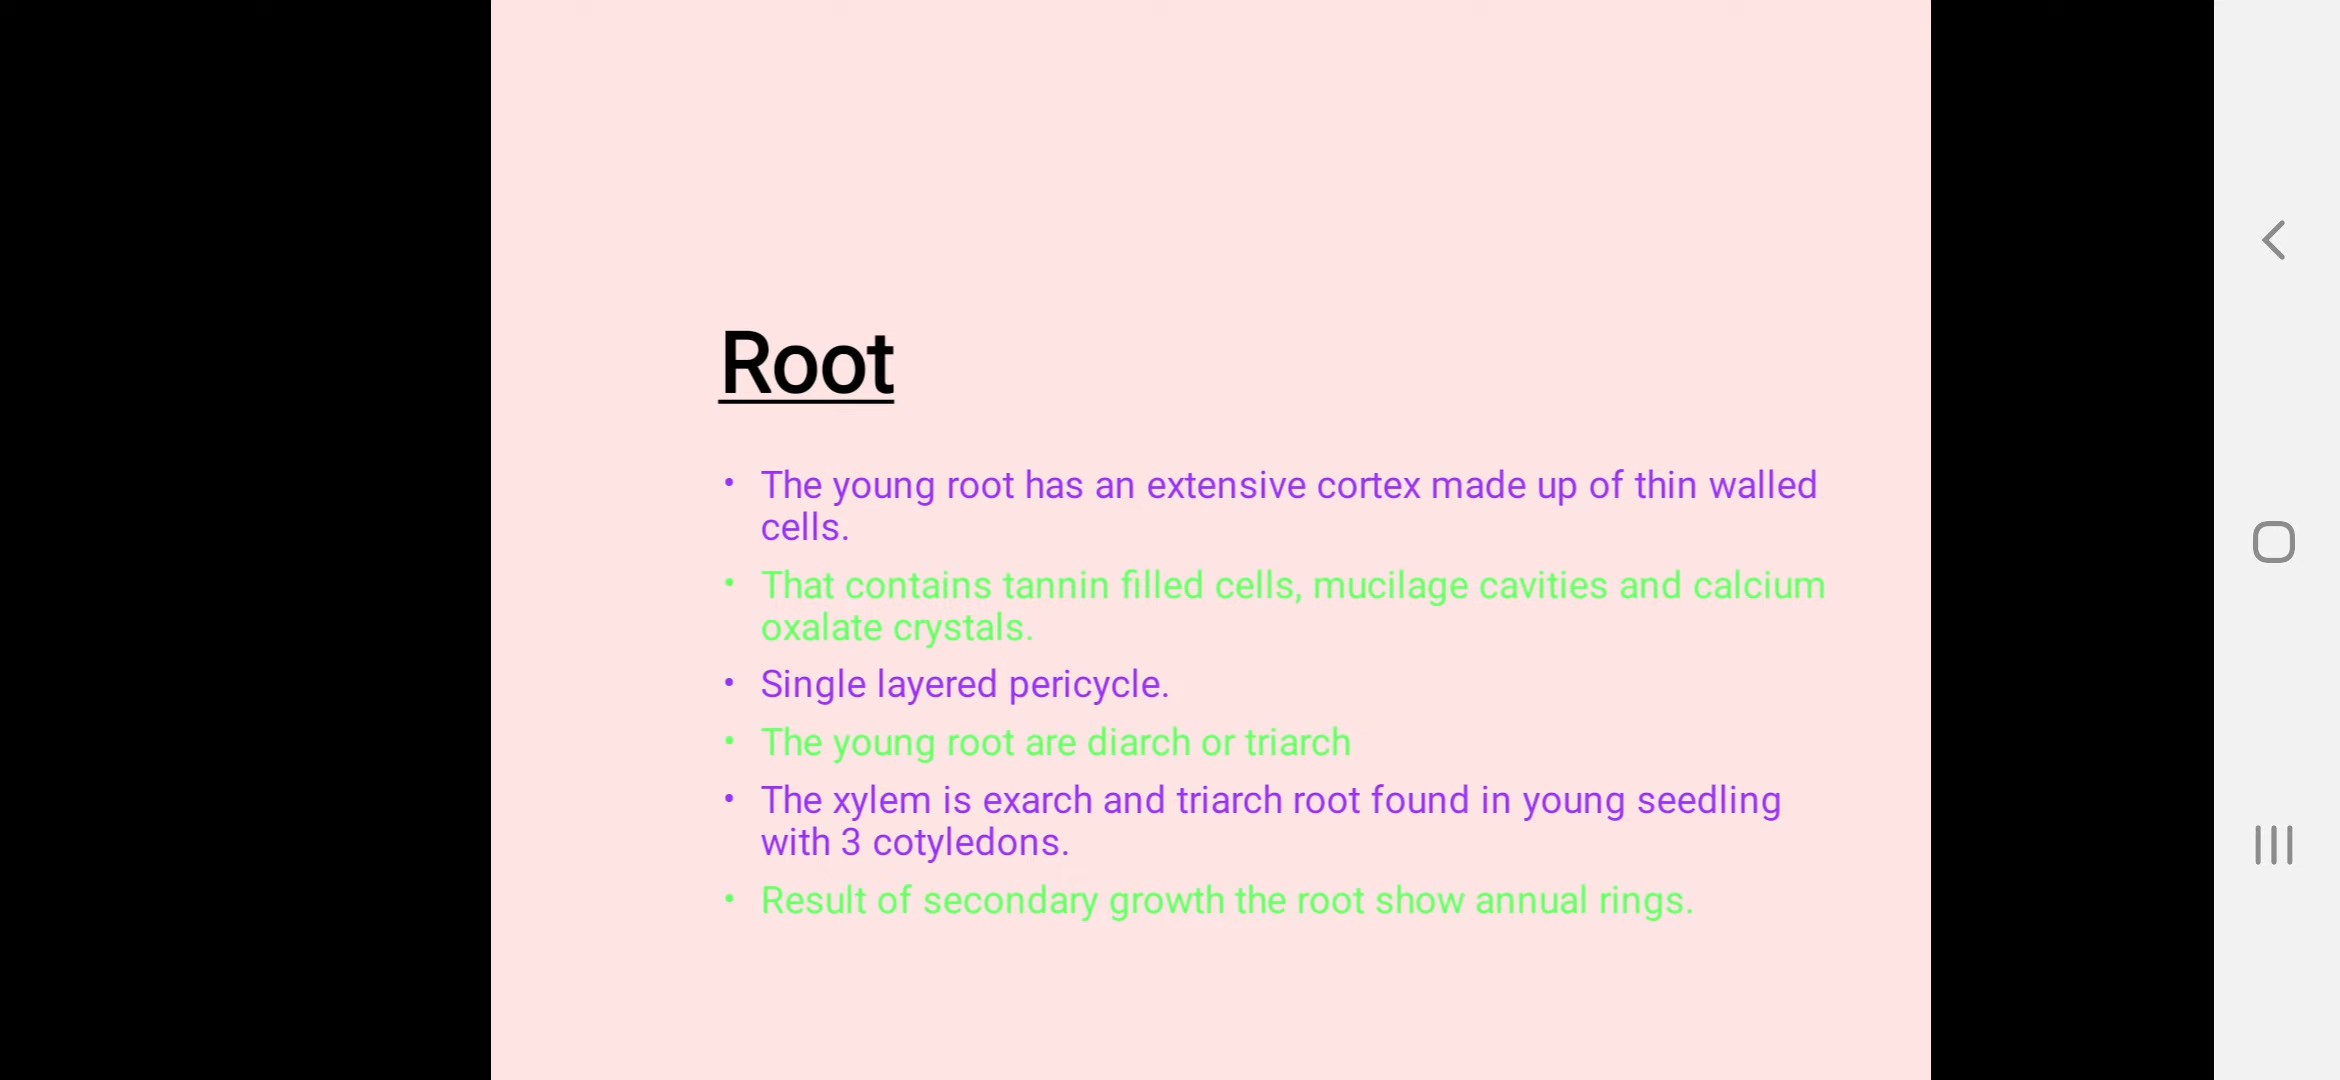 Root
• The young root has an extensive cortex made up of thin walled
cells.
• That contains tannin filled cells, mucilage cavities and calcium
oxalate crystals.
• Single layered pericycle.
• The young root are diarch or triarch
• The xylem is exarch and triarch root found in young seedling
with 3 cotyledons.
• Result of secondary growth the root show annual rings.